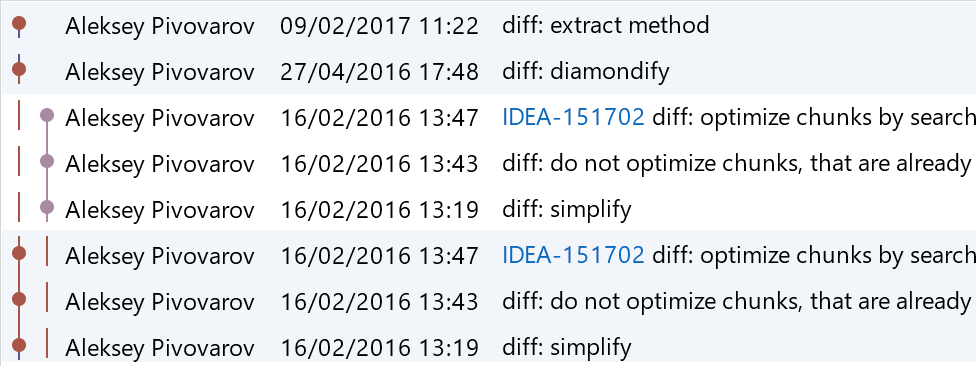 Aleksey Pivovarov 09/02/2017 11:22 diff: extract method
Aleksey Pivovarov 27/04/2016 17:48 diff: diamondify
Aleksey Pivovarov 16/02/2016 13:47 IDEA-151702 diff: optimize chunks by search
Aleksey Pivovarov 16/02/2016 13:43 diff: do not optimize chunks, that are already
Aleksey Pivovarov 16/02/2016 13:19 diff: simplify
Aleksey Pivovarov 16/02/2016 13:47 IDEA-151702 diff: optimize chunks by search
Aleksey Pivovarov 16/02/2016 13:43 diff: do not optimize chunks, that are already
Aleksey Pivovarov 16/02/2016 13:19 diff: simplify